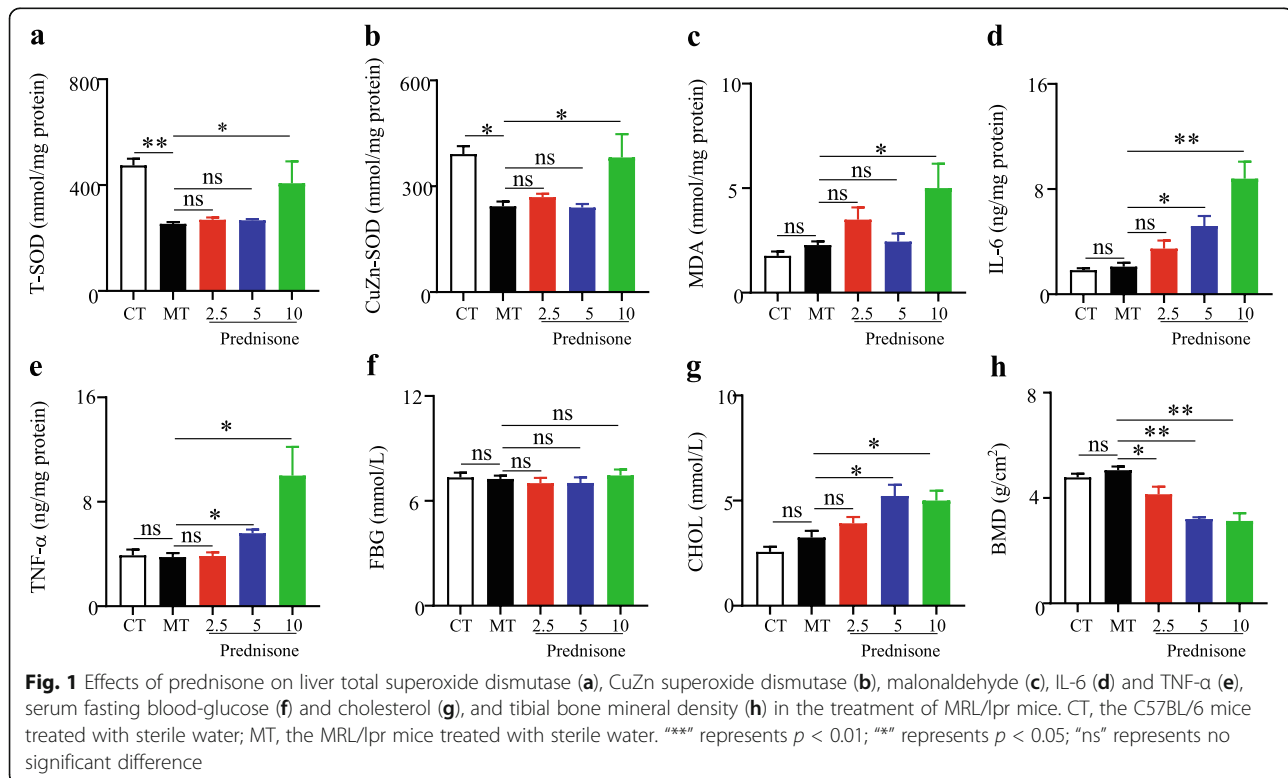 a
T-SOD (mmol/mg protein)
800
400
0
**
*
ns
ns
CT MT 2.5 5 10
Prednisone
b
CuZn-SOD (mmol/mg protein)
600
300
0
*
*
ns
ns
CT MT 2.5 5 10
Prednisone
c
MDA (mmol/mg protein)
10
5
0
*
ns
ns
ns
CT MT 2.5 5 10
Prednisone
d
IL-6 (ng/mg protein)
16
8
0
**
*
ns
ns
CT MT 2.5 5 10
Prednisone
e
TNF-α (ng/mg protein)
16
8
0
*
*
ns
ns
CT MT 2.5 5 10
Prednisone
f
FBG (mmol/L)
12
6
0
ns
ns
ns
ns
CT MT 2.5 5 10
Prednisone
g
CHOL (mmol/L)
10
5
0
*
*
ns
ns
CT MT 2.5 5 10
Prednisone
h
BMD (g/cm²)
8
4
0
**
**
ns
*
CT MT 2.5 5 10
Prednisone
Fig. 1 Effects of prednisone on liver total superoxide dismutase (a), CuZn superoxide dismutase (b), malonaldehyde (c), IL-6 (d) and TNF-α (e),
serum fasting blood-glucose (f) and cholesterol (g), and tibial bone mineral density (h) in the treatment of MRL/lpr mice. CT, the C57BL/6 mice
treated with sterile water; MT, the MRL/lpr mice treated with sterile water. “**” represents p < 0.01; “*” represents p < 0.05; “ns” represents no
significant difference